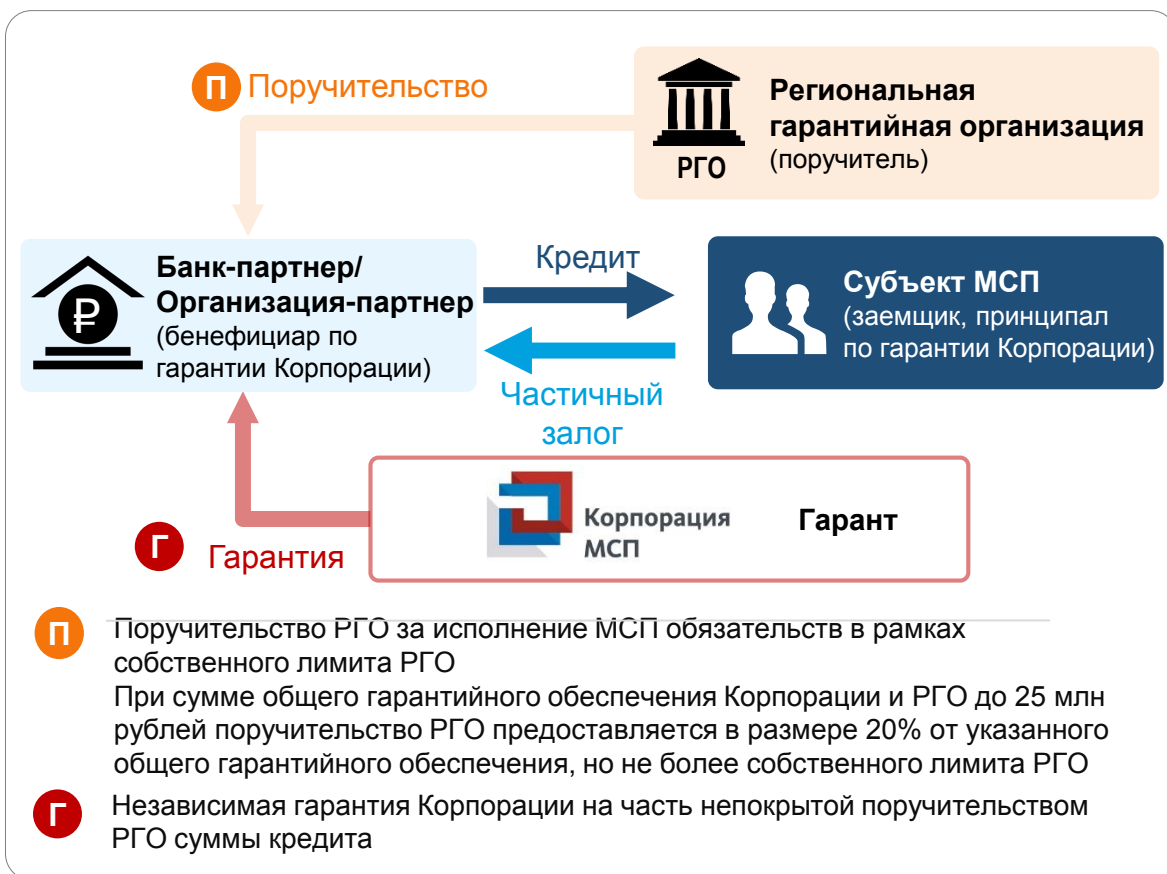 П Поручительство
Региональная
гарантийная организация
(поручитель)
РГО
Банк-партнер/
Организация-партнер
(бенефициар по
гарантии Корпорации)
₽
Кредит
Частичный
залог
Субъект МСП
(заемщик, принципал
по гарантии Корпорации)
Корпорация
МСП
Гарант
Г Гарантия
П Поручительство РГО за исполнение МСП обязательств в рамках
собственного лимита РГО
При сумме общего гарантийного обеспечения Корпорации и РГО до 25 млн
рублей поручительство РГО предоставляется в размере 20% от указанного
общего гарантийного обеспечения, но не более собственного лимита РГО
Г Независимая гарантия Корпорации на часть непокрытой поручительством
РГО суммы кредита